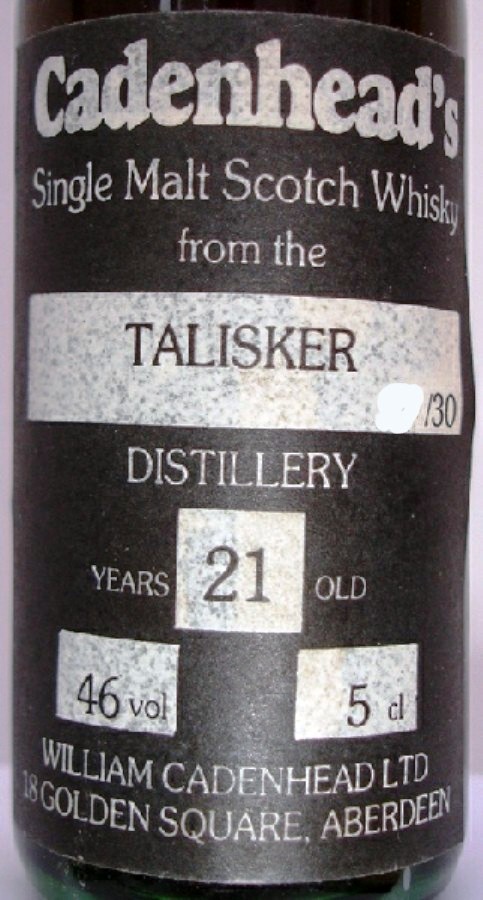 Cadenhead's
Single Malt Scotch Whisky
from the
TALISKER
/30
DISTILLERY
YEARS 21 OLD
46 vol 5 cl
WILLIAM CADENHEAD LTD
18 GOLDEN SQUARE, ABERDEEN